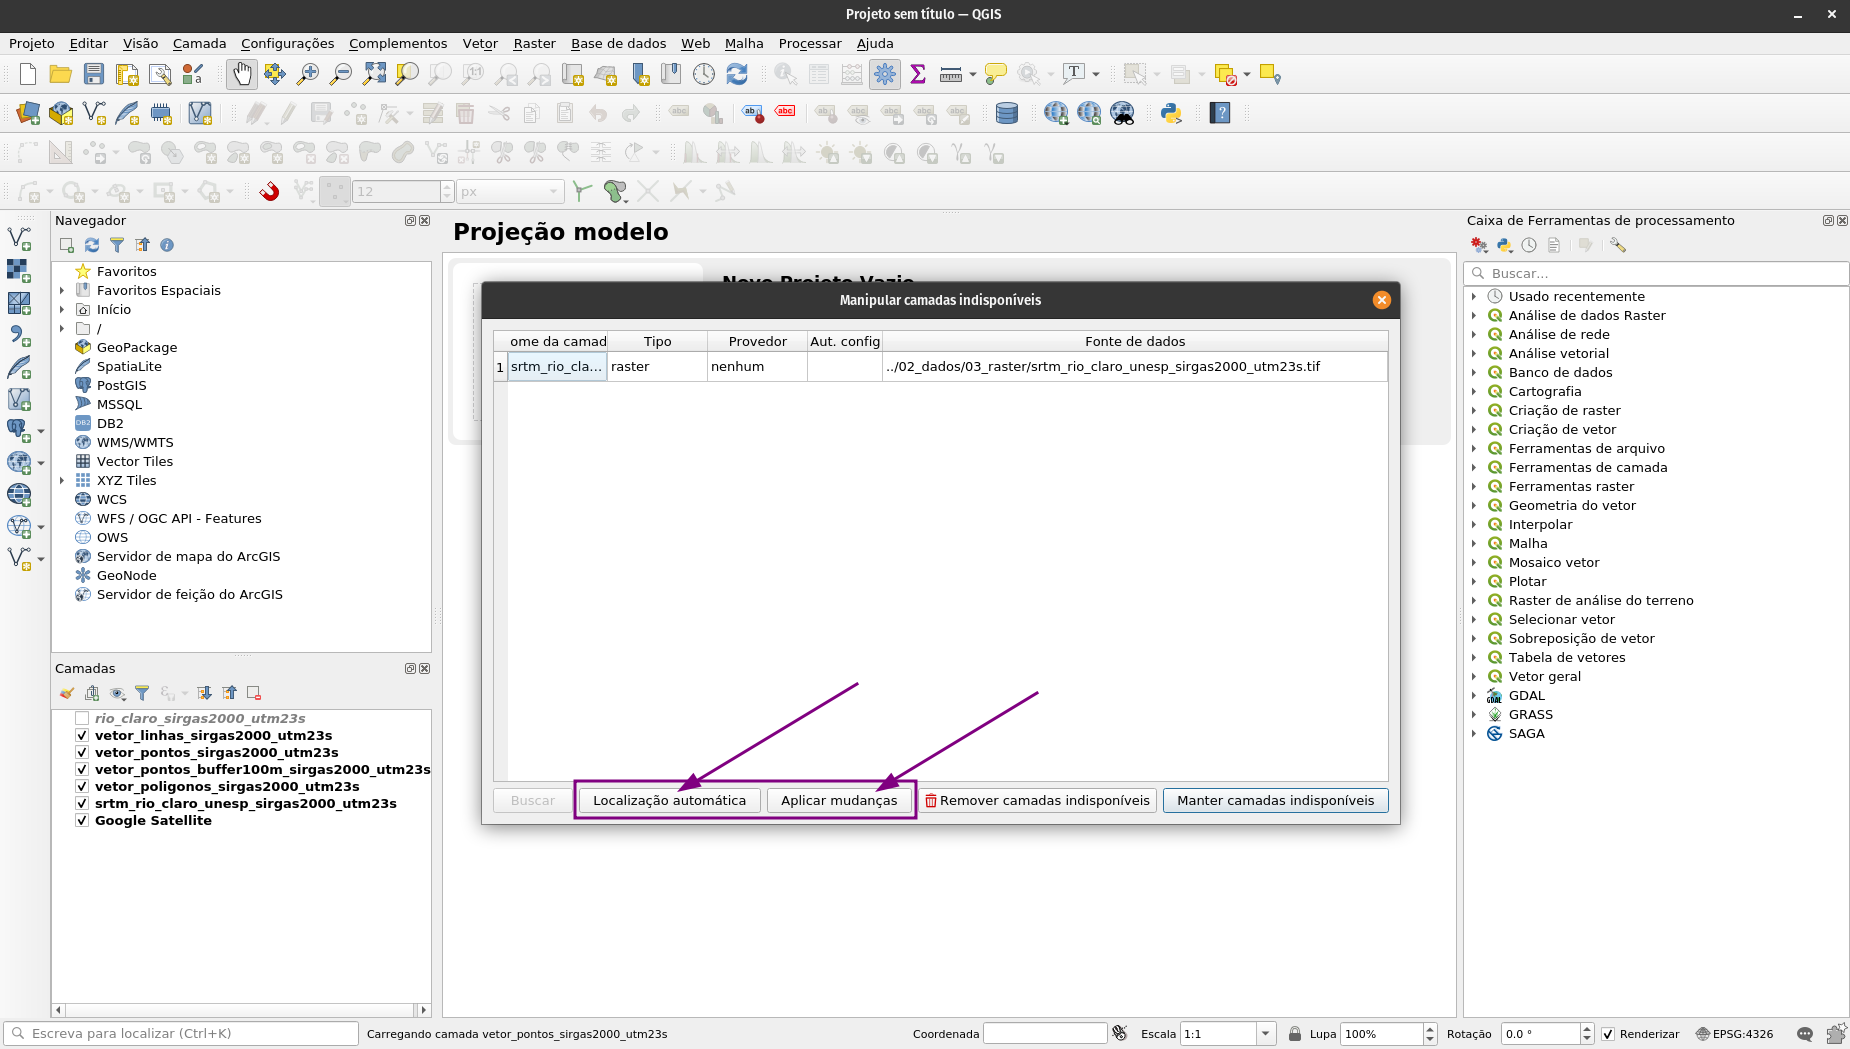 Projeto sem título — QGIS
Projeto Editar Visão Camada Configurações Complementos Vetor Raster Base de dados Web Malha Processar Ajuda
12 px
Navegador
Favoritos
Favoritos Espaciais
Início
/
GeoPackage
SpatiaLite
PostGIS
MSSQL
DB2
WMS/WMTS
Vector Tiles
XYZ Tiles
WCS
WFS / OGC API - Features
OWS
Servidor de mapa do ArcGIS
GeoNode
Servidor de feição do ArcGIS
Camadas
rio_claro_sirgas2000_utm23s
vetor_linhas_sirgas2000_utm23s
vetor_pontos_sirgas2000_utm23s
vetor_pontos_buffer100m_sirgas2000_utm23s
vetor_poligonos_sirgas2000_utm23s
srtm_rio_claro_unesp_sirgas2000_utm23s
Google Satellite
Projeção modelo
Novo Projeto Vazio
Manipular camadas indisponíveis
ome da camad Tipo Provedor Aut. config Fonte de dados
1 srtm_rio_cla... raster nenhum ../02_dados/03_raster/srtm_rio_claro_unesp_sirgas2000_utm23s.tif
Buscar Localização automática Aplicar mudanças Remover camadas indisponíveis Manter camadas indisponíveis
Caixa de Ferramentas de processamento
Buscar...
Usado recentemente
Análise de dados Raster
Análise de rede
Análise vetorial
Banco de dados
Cartografia
Criação de raster
Criação de vetor
Ferramentas de arquivo
Ferramentas de camada
Ferramentas raster
Geometria do vetor
Interpolar
Malha
Mosaico vetor
Plotar
Raster de análise do terreno
Selecionar vetor
Sobreposição de vetor
Tabela de vetores
Vetor geral
GDAL
GRASS
SAGA
Escreva para localizar (Ctrl+K) Carregando camada vetor_pontos_sirgas2000_utm23s Coordenada Escala 1:1 Lupa 100% Rotação 0.0 ° Renderizar EPSG:4326